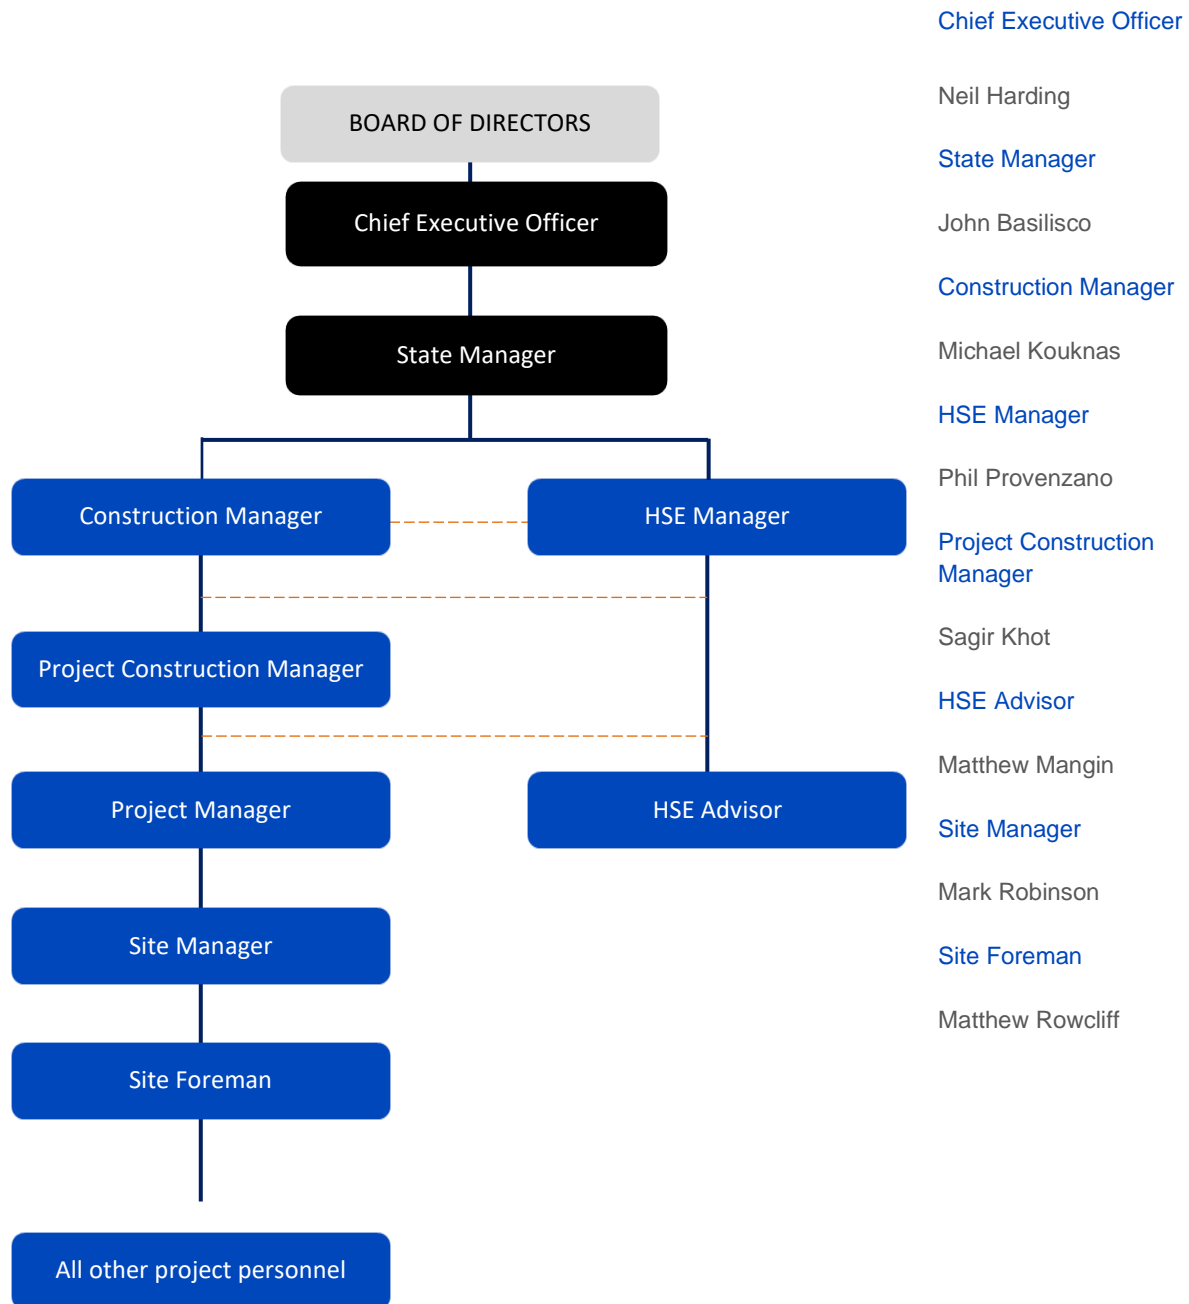 BOARD OF DIRECTORS
Chief Executive Officer
State Manager
Construction Manager
HSE Manager
Project Construction Manager
Project Manager
HSE Advisor
Site Manager
Site Foreman
All other project personnel
Chief Executive Officer
Neil Harding
State Manager
John Basilisco
Construction Manager
Michael Kouknas
HSE Manager
Phil Provenzano
Project Construction
Manager
Sagir Khot
HSE Advisor
Matthew Mangin
Site Manager
Mark Robinson
Site Foreman
Matthew Rowcliff